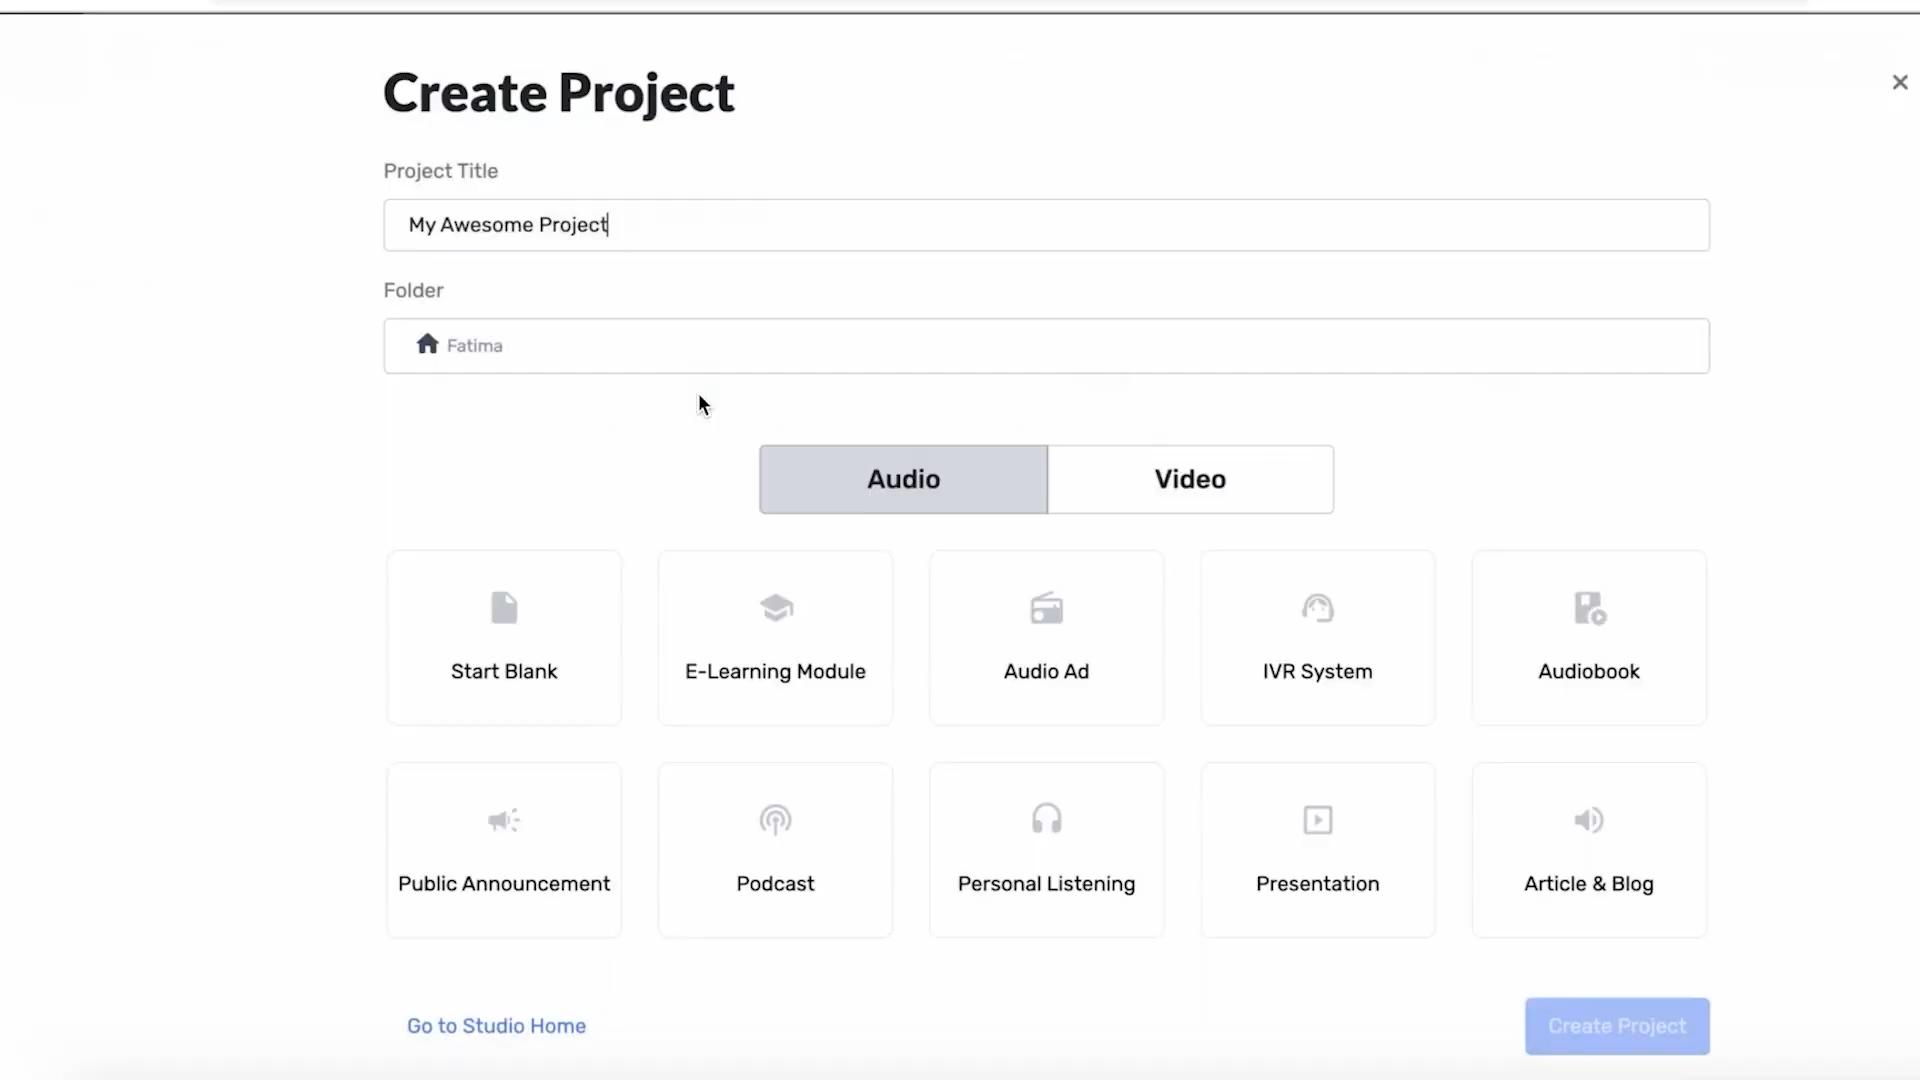 Create Project
Project Title
My Awesome Project
Folder
Fatima
Audio Video
Start Blank E-Learning Module Audio Ad IVR System Audiobook
Public Announcement Podcast Personal Listening Presentation Article & Blog
Go to Studio Home Create Project